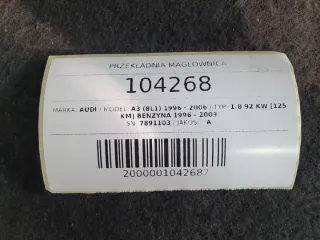 PRZEKŁADNIA MAGLOWNICA
104268
MARKA: AUDI / MODEL: A3 (8L1) 1996 - 2006 / TYP: 1.8 92 KW [125
KM] BENZYNA 1996 - 2003
SN: 7891103 / JAKOŚĆ: A
2000001042687